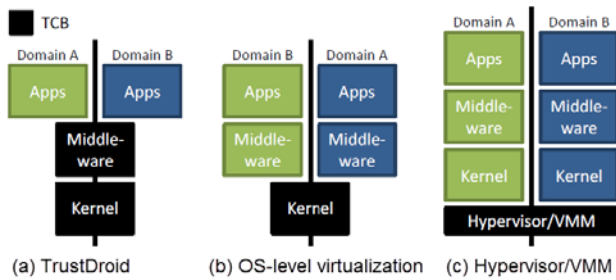 TCB
Domain A Domain B
Apps Apps
Middle-
ware
Kernel
(a) TrustDroid
Domain B Domain A
Apps Apps
Middle- Middle-
ware ware
Kernel
(b) OS-level virtualization
Domain A Domain B
Apps Apps
Middle- Middle-
ware ware
Kernel Kernel
Hypervisor/VMM
(c) Hypervisor/VMM